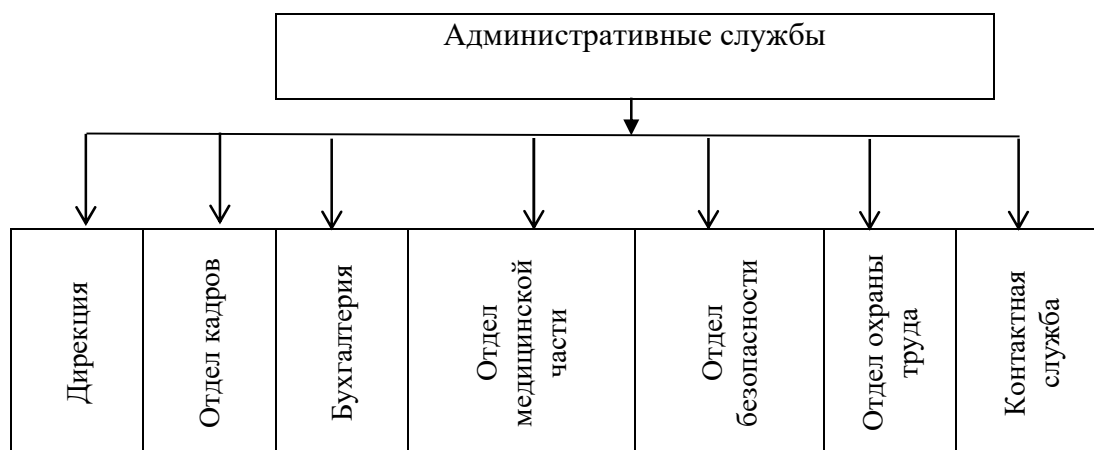 Административные службы
Дирекция
Отдел кадров
Бухгалтерия
Отдел
медицинской
части
Отдел
безопасности
Отдел охраны
труда
Контактная
служба